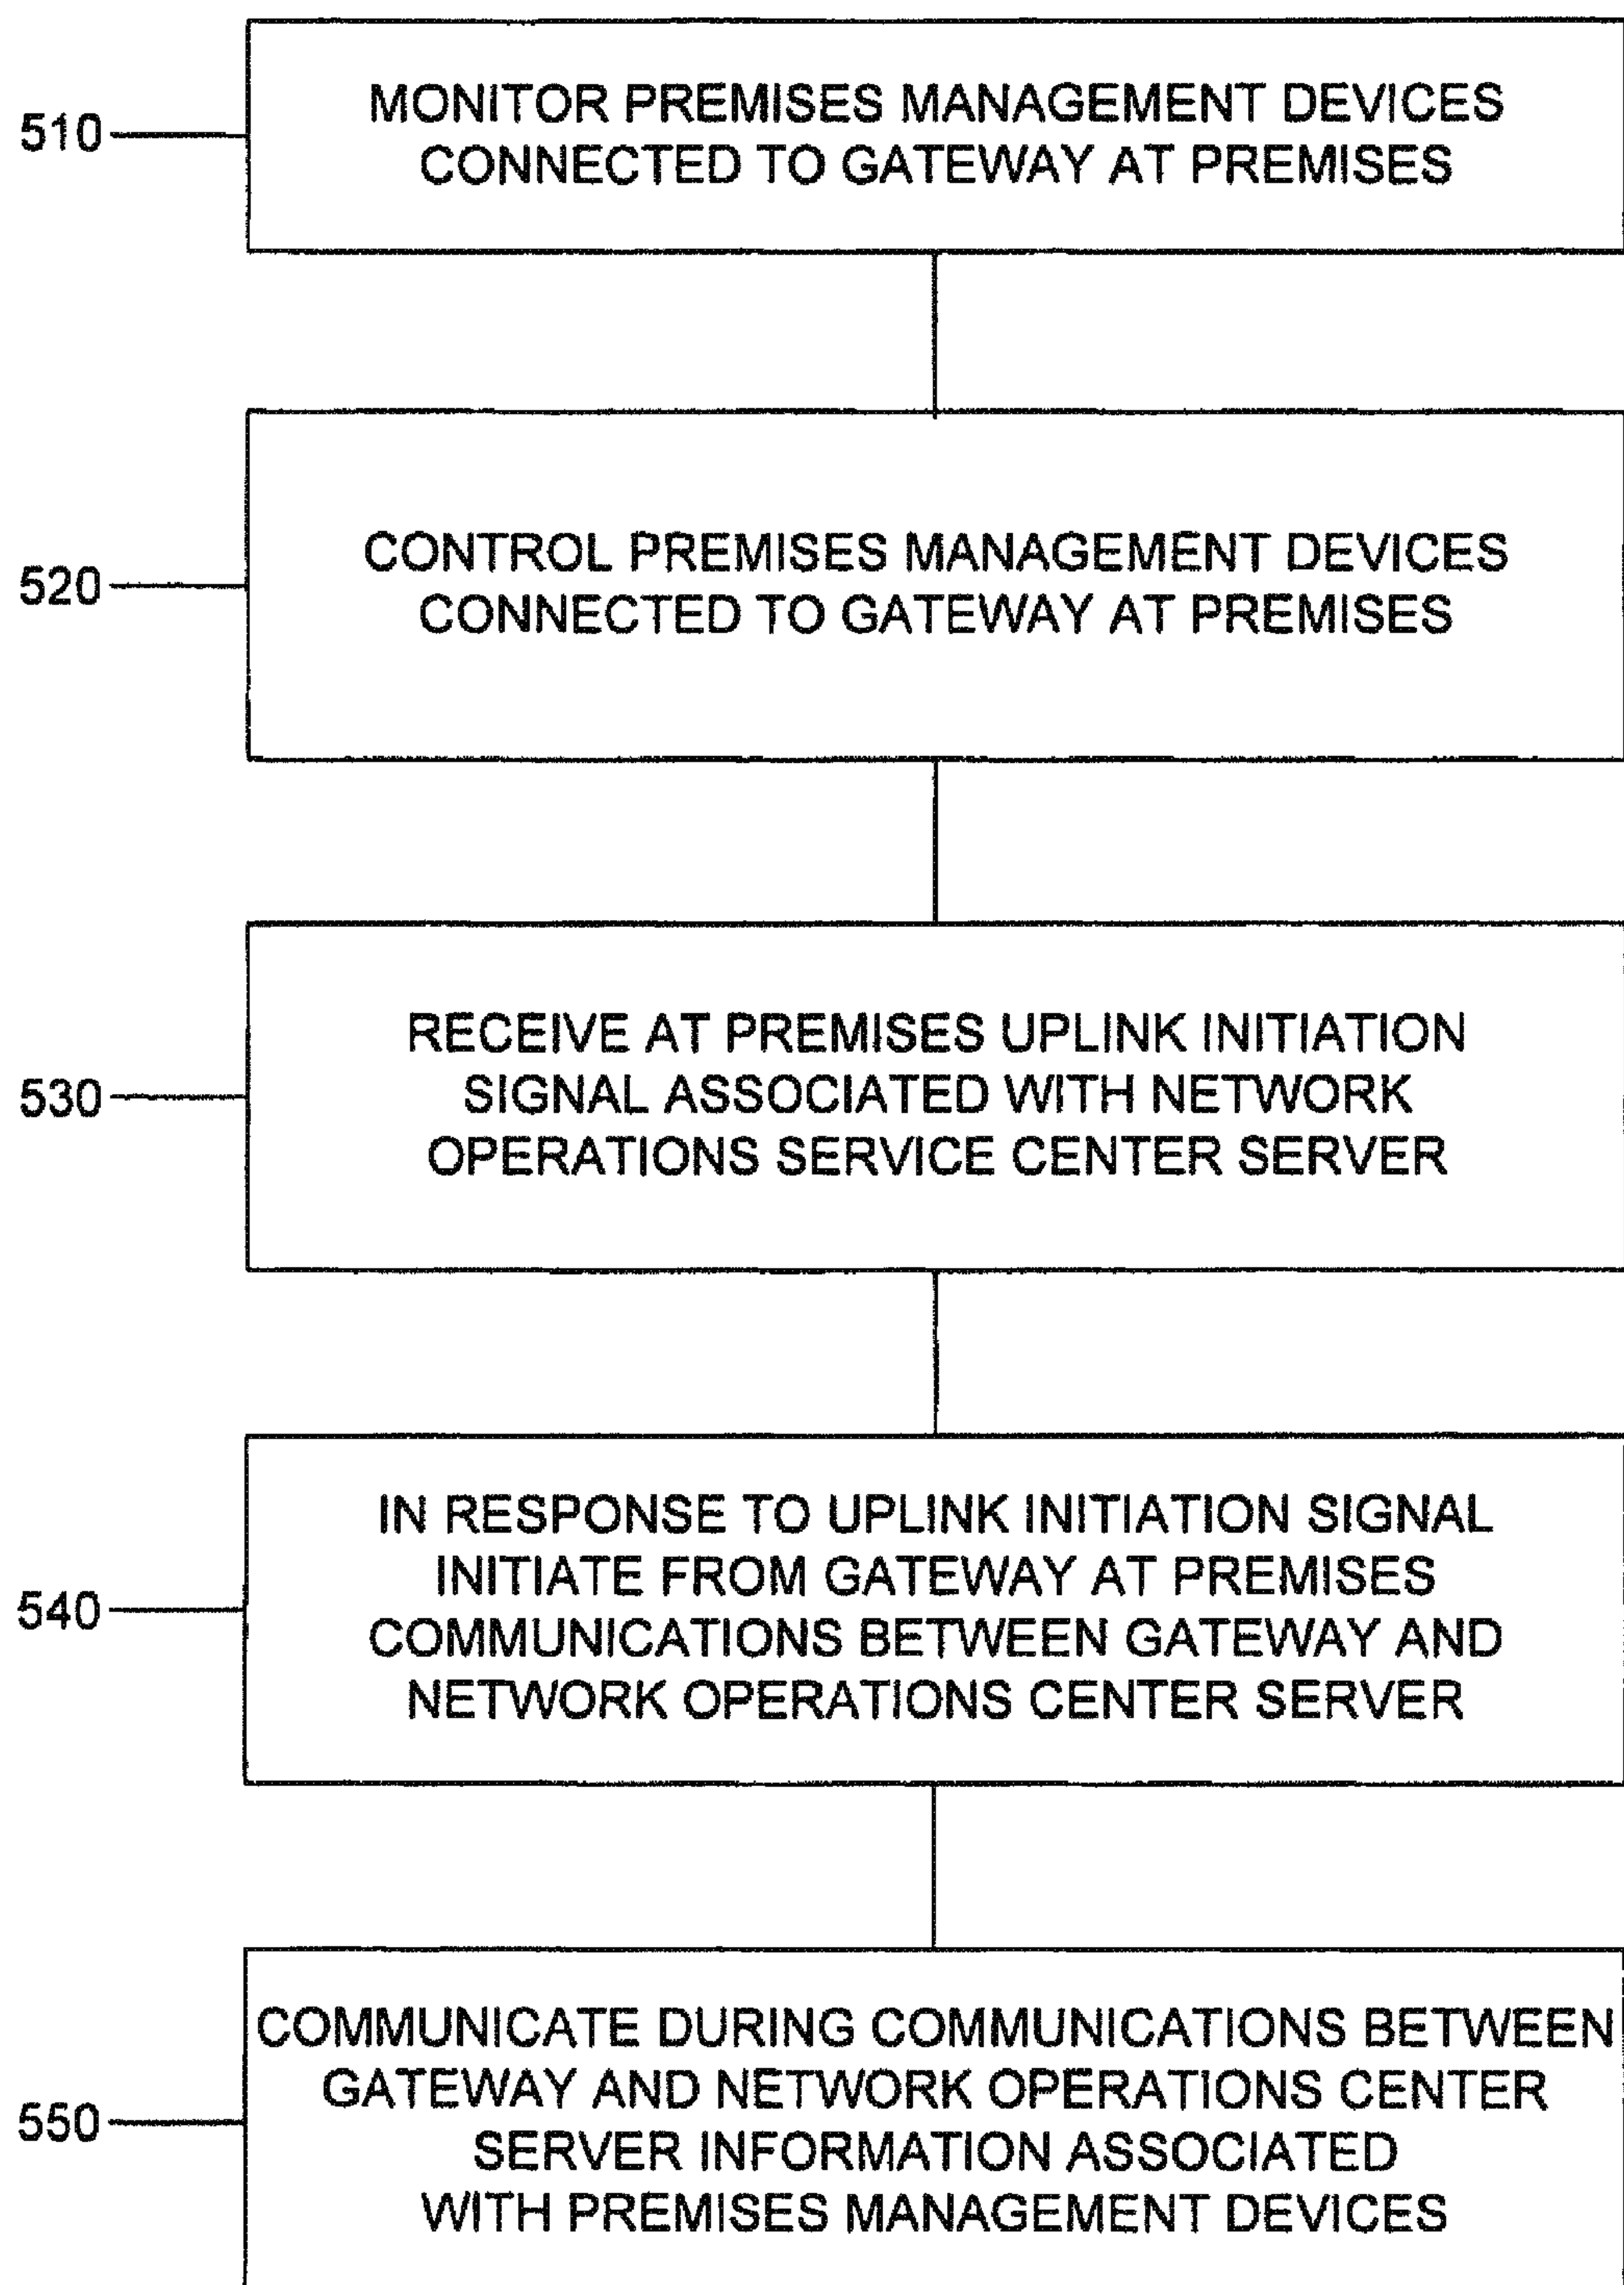 510
MONITOR PREMISES MANAGEMENT DEVICES
CONNECTED TO GATEWAY AT PREMISES
520
CONTROL PREMISES MANAGEMENT DEVICES
CONNECTED TO GATEWAY AT PREMISES
530
RECEIVE AT PREMISES UPLINK INITIATION
SIGNAL ASSOCIATED WITH NETWORK
OPERATIONS SERVICE CENTER SERVER
540
IN RESPONSE TO UPLINK INITIATION SIGNAL
INITIATE FROM GATEWAY AT PREMISES
COMMUNICATIONS BETWEEN GATEWAY AND
NETWORK OPERATIONS CENTER SERVER
550
COMMUNICATE DURING COMMUNICATIONS BETWEEN
GATEWAY AND NETWORK OPERATIONS CENTER
SERVER INFORMATION ASSOCIATED
WITH PREMISES MANAGEMENT DEVICES